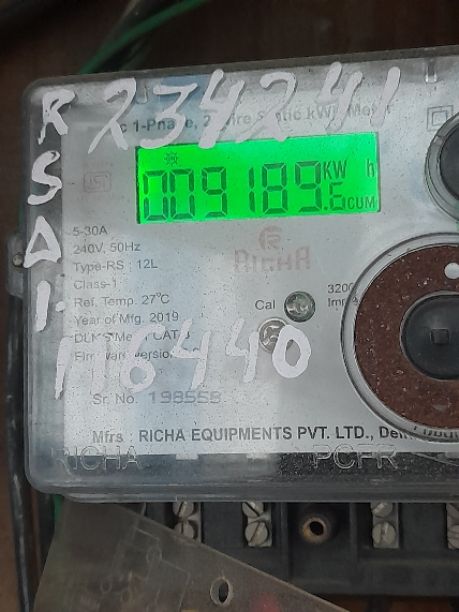 234241
RSD1.
1-Phase, 2 Wire Static kWh Meter
009189.6 KWh
CUM
5-30A
240V, 50Hz
Type-RS : 12L
Class-1
Ref. Temp. 27°C
Year of Mfg. 2019
RICHA
Cal
3200
116440
Sr. No. 198558
Mfrs : RICHA EQUIPMENTS PVT. LTD.,
RICHA